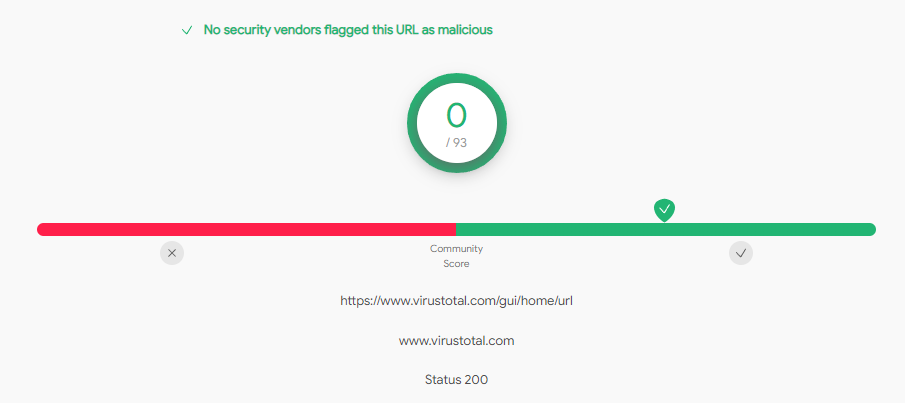 No security vendors flagged this URL as malicious
0
/ 93
Community
Score
https://www.virustotal.com/gui/home/url
www.virustotal.com
Status 200